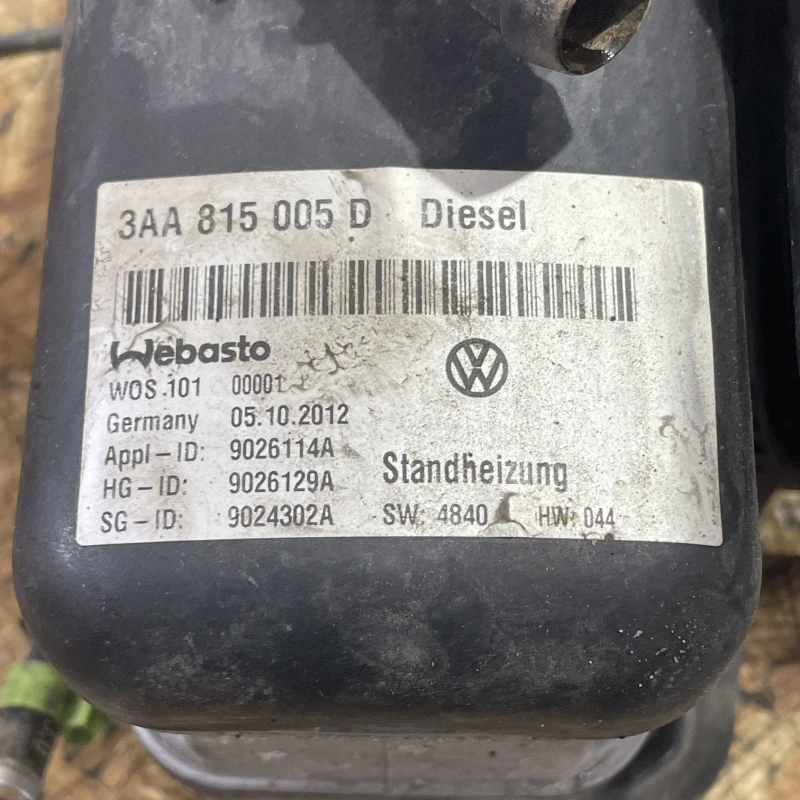 3AA 815 005 D Diesel
Webasto
WOS 101 00001
Germany 05.10.2012
Appl-ID: 9026114A
HG-ID: 9026129A
Standheizung
SG-ID: 9024302A SW: 4840 HW: 044